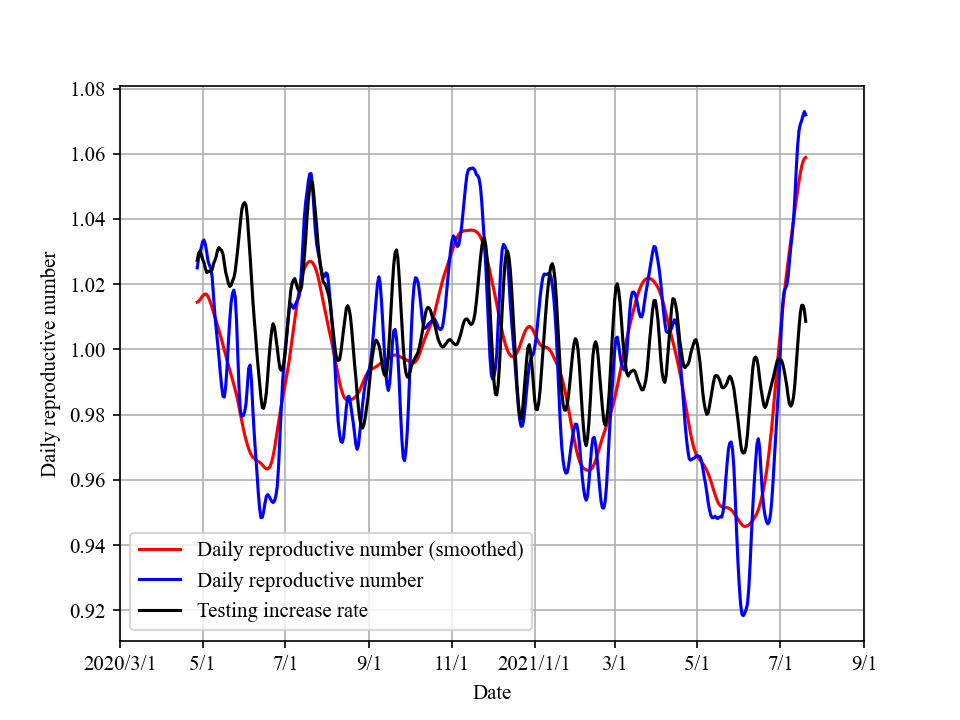 1.08
1.06
1.04
1.02
1.00
0.98
0.96
0.94
0.92
Daily reproductive number
Daily reproductive number (smoothed)
Daily reproductive number
Testing increase rate
2020/3/1 5/1 7/1 9/1 11/1 2021/1/1 3/1 5/1 7/1 9/1
Date